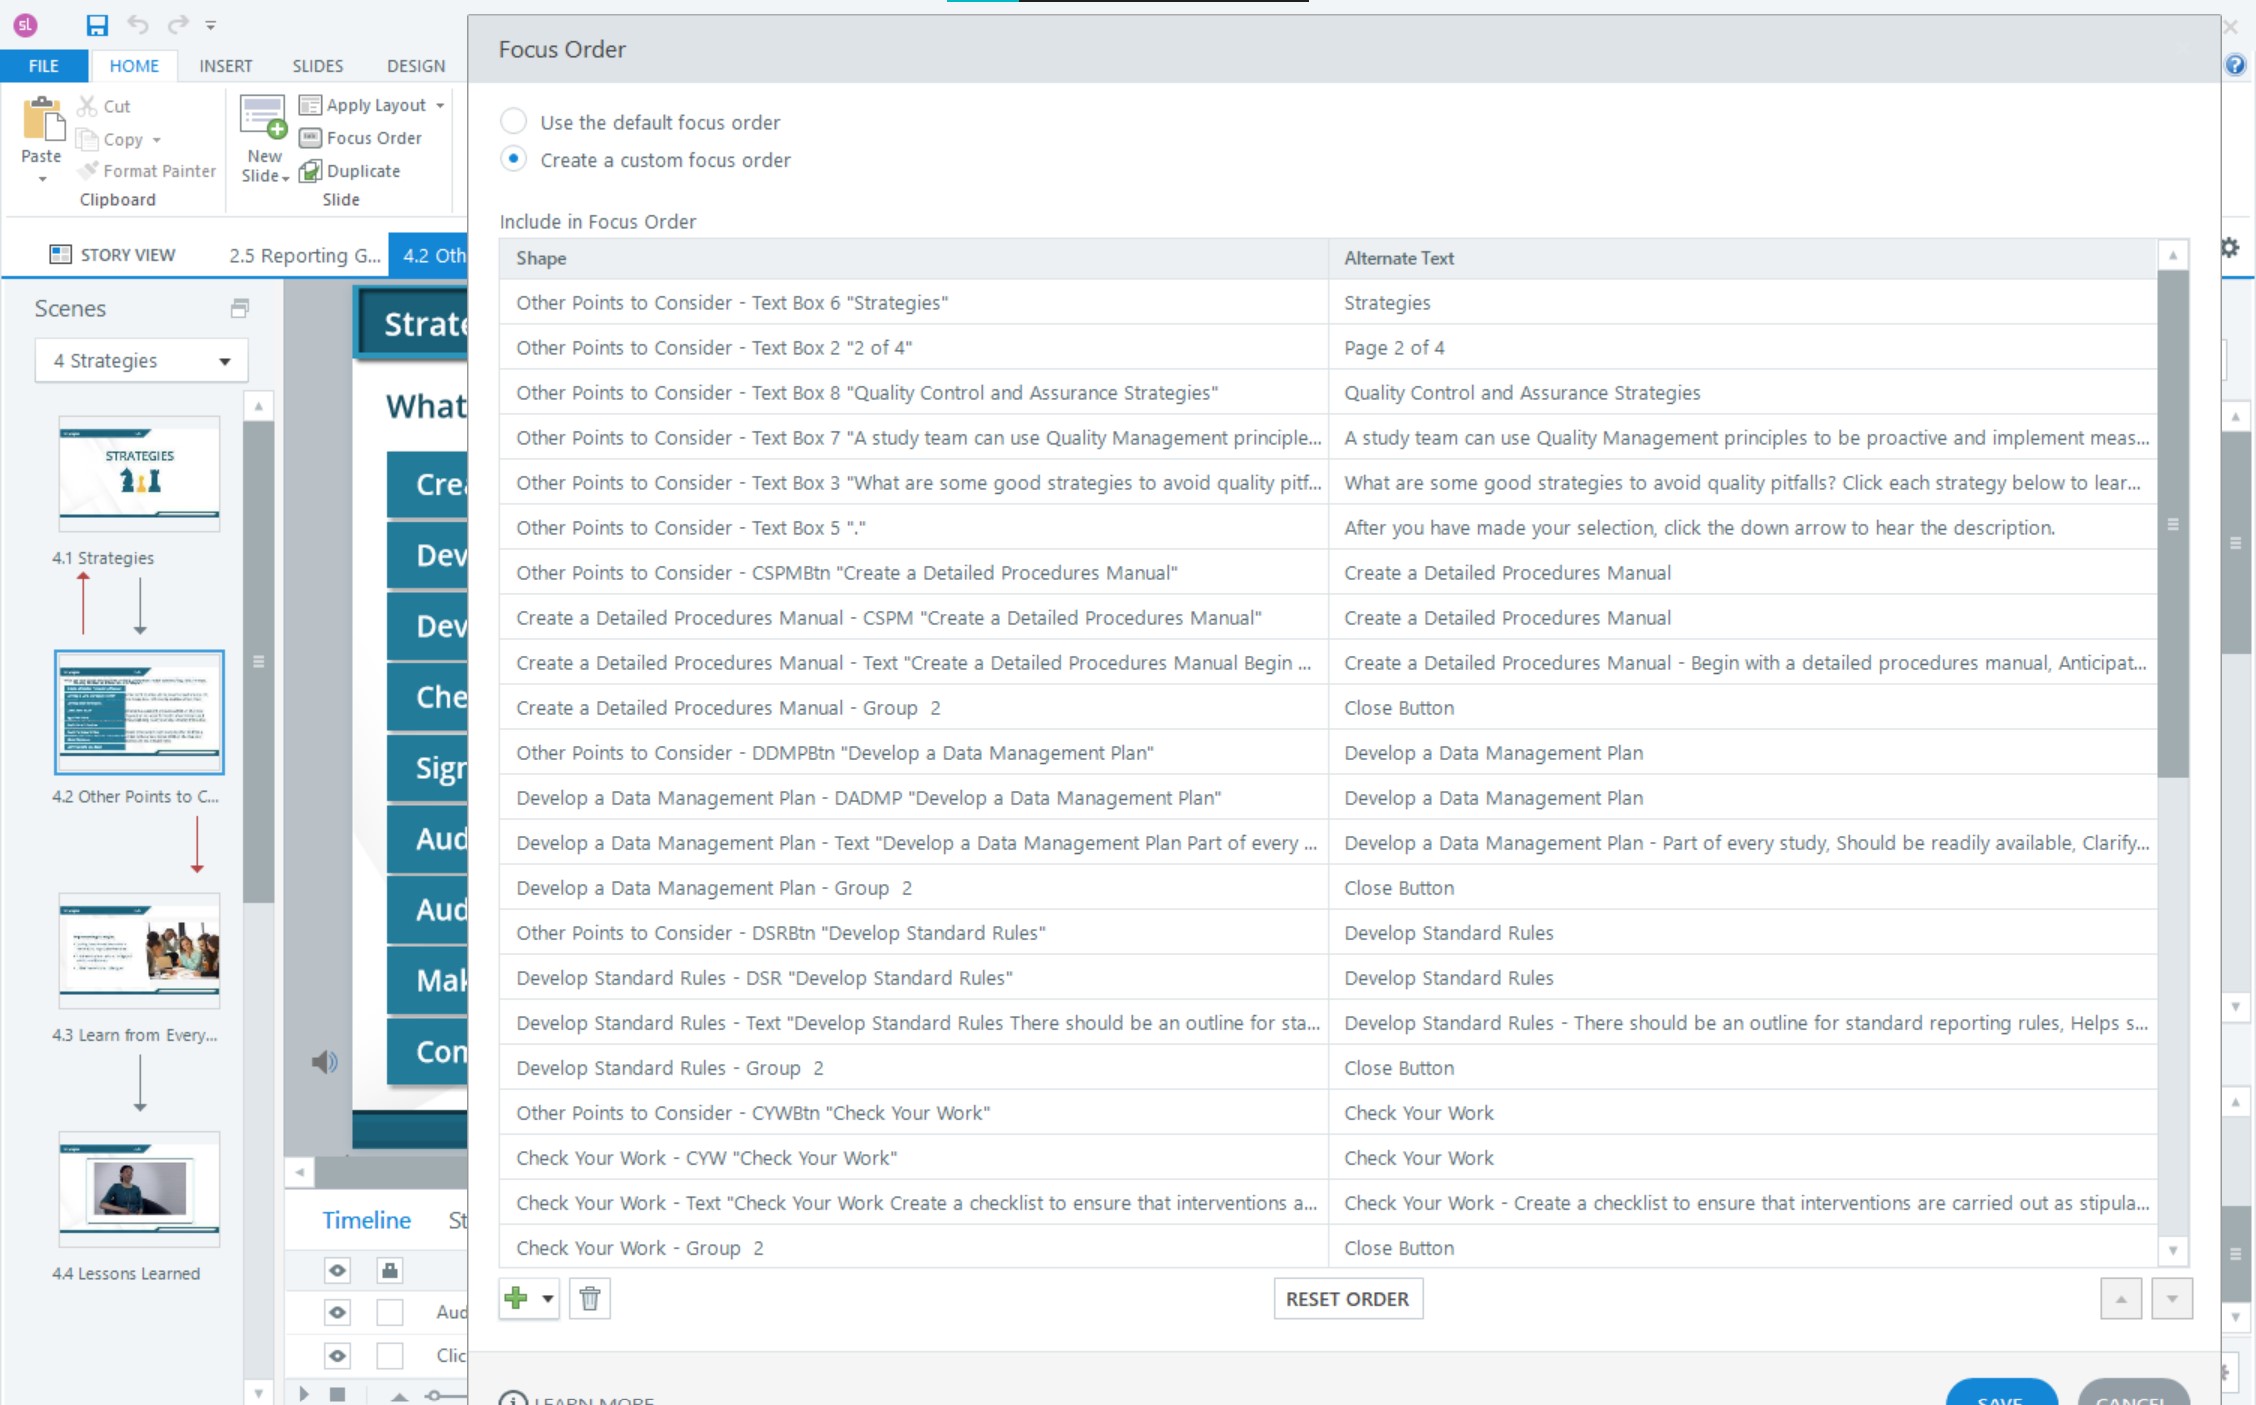 sl
FILE
HOME
INSERT
SLIDES
DESIGN
Paste
Cut
Copy
Format Painter
Clipboard
New Slide
Apply Layout
Focus Order
Duplicate
Slide
STORY VIEW
2.5 Reporting G...
4.2 Oth
Scenes
4 Strategies
STRATEGIES
4.1 Strategies
4.2 Other Points to C...
4.3 Learn from Every...
4.4 Lessons Learned
Strate
What
Crea
Dev
Dev
Che
Sign
Aud
Aud
Mak
Com
Timeline
St
Aud
Clic
Focus Order
Use the default focus order
Create a custom focus order
Include in Focus Order
Shape Alternate Text
Other Points to Consider - Text Box 6 "Strategies" Strategies
Other Points to Consider - Text Box 2 "2 of 4" Page 2 of 4
Other Points to Consider - Text Box 8 "Quality Control and Assurance Strategies" Quality Control and Assurance Strategies
Other Points to Consider - Text Box 7 "A study team can use Quality Management principle... A study team can use Quality Management principles to be proactive and implement meas...
Other Points to Consider - Text Box 3 "What are some good strategies to avoid quality pitf... What are some good strategies to avoid quality pitfalls? Click each strategy below to lear...
Other Points to Consider - Text Box 5 "." After you have made your selection, click the down arrow to hear the description.
Other Points to Consider - CSPMBtn "Create a Detailed Procedures Manual" Create a Detailed Procedures Manual
Create a Detailed Procedures Manual - CSPM "Create a Detailed Procedures Manual" Create a Detailed Procedures Manual
Create a Detailed Procedures Manual - Text "Create a Detailed Procedures Manual Begin ... Create a Detailed Procedures Manual - Begin with a detailed procedures manual, Anticipat...
Create a Detailed Procedures Manual - Group 2 Close Button
Other Points to Consider - DDMPBtn "Develop a Data Management Plan" Develop a Data Management Plan
Develop a Data Management Plan - DADMP "Develop a Data Management Plan" Develop a Data Management Plan
Develop a Data Management Plan - Text "Develop a Data Management Plan Part of every ... Develop a Data Management Plan - Part of every study, Should be readily available, Clarify...
Develop a Data Management Plan - Group 2 Close Button
Other Points to Consider - DSRBtn "Develop Standard Rules" Develop Standard Rules
Develop Standard Rules - DSR "Develop Standard Rules" Develop Standard Rules
Develop Standard Rules - Text "Develop Standard Rules There should be an outline for sta... Develop Standard Rules - There should be an outline for standard reporting rules, Helps s...
Develop Standard Rules - Group 2 Close Button
Other Points to Consider - CYWBtn "Check Your Work" Check Your Work
Check Your Work - CYW "Check Your Work" Check Your Work
Check Your Work - Text "Check Your Work Create a checklist to ensure that interventions a... Check Your Work - Create a checklist to ensure that interventions are carried out as stipula...
Check Your Work - Group 2 Close Button
RESET ORDER
LEARN MORE
SAVE
CANCEL